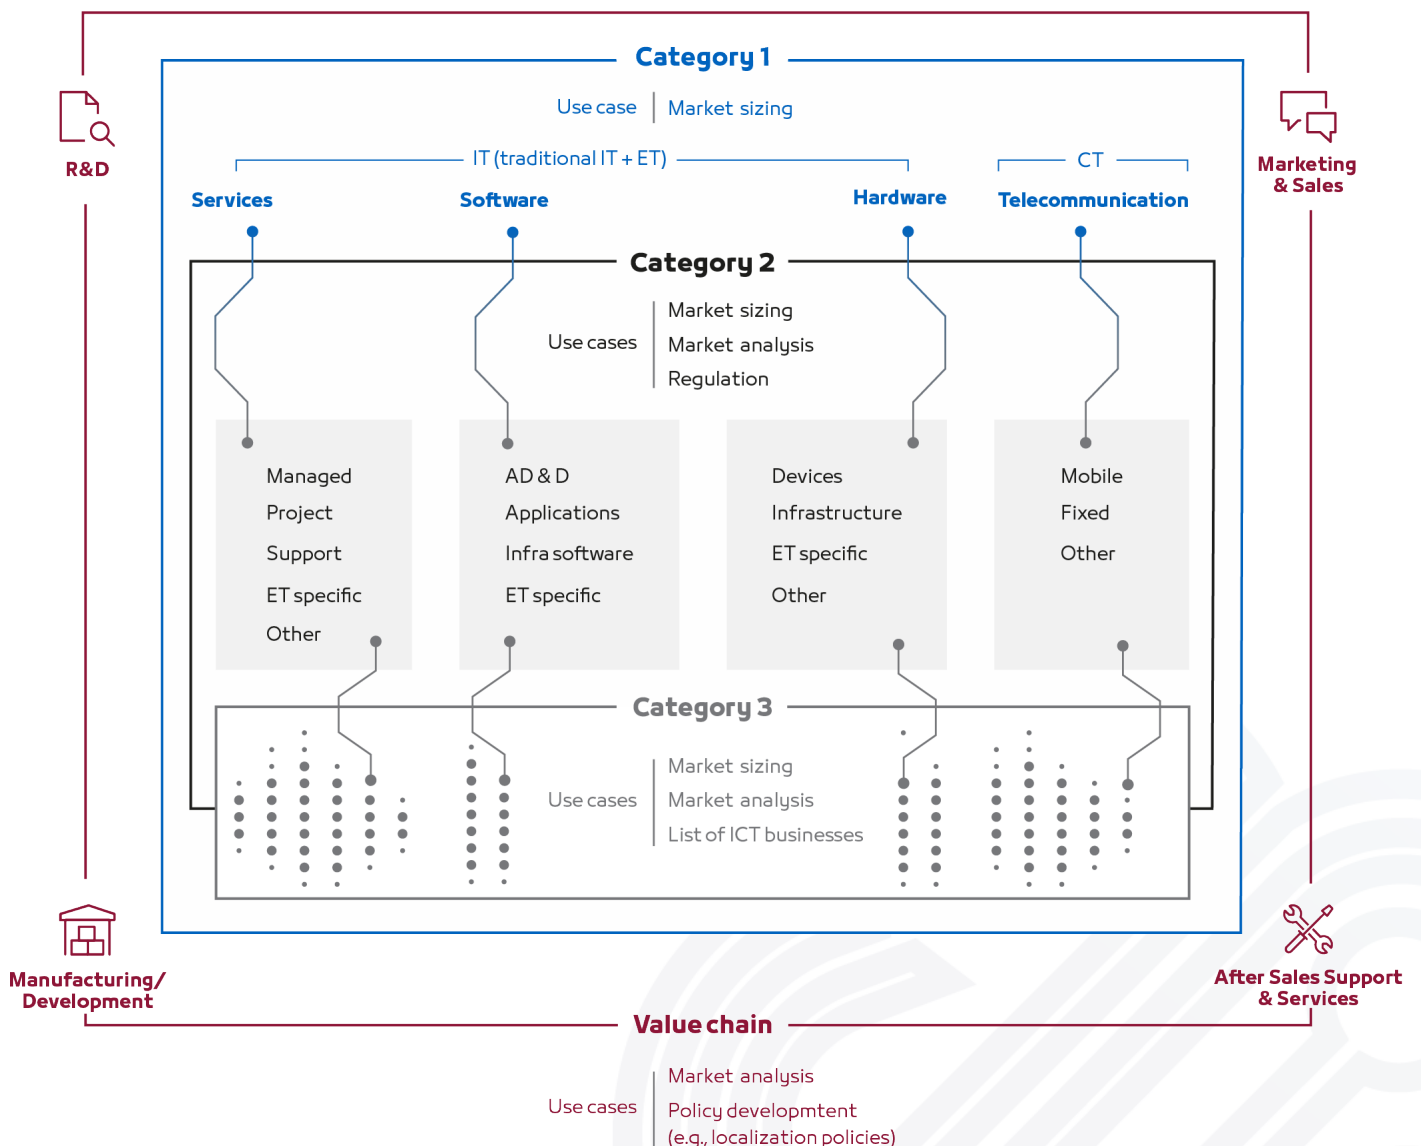 Category 1
Use case
Market sizing
R&D
Marketing
& Sales
IT (traditional IT + ET)
CT
Services
Software
Hardware
Telecommunication
Category 2
Use cases
Market sizing
Market analysis
Regulation
Managed
Project
Support
ET specific
Other
AD & D
Applications
Infra software
ET specific
Devices
Infrastructure
ET specific
Other
Mobile
Fixed
Other
Category 3
Use cases
Market sizing
Market analysis
List of ICT businesses
Manufacturing/
Development
After Sales Support
& Services
Value chain
Use cases
Market analysis
Policy developmtent
(e.g., localization policies)